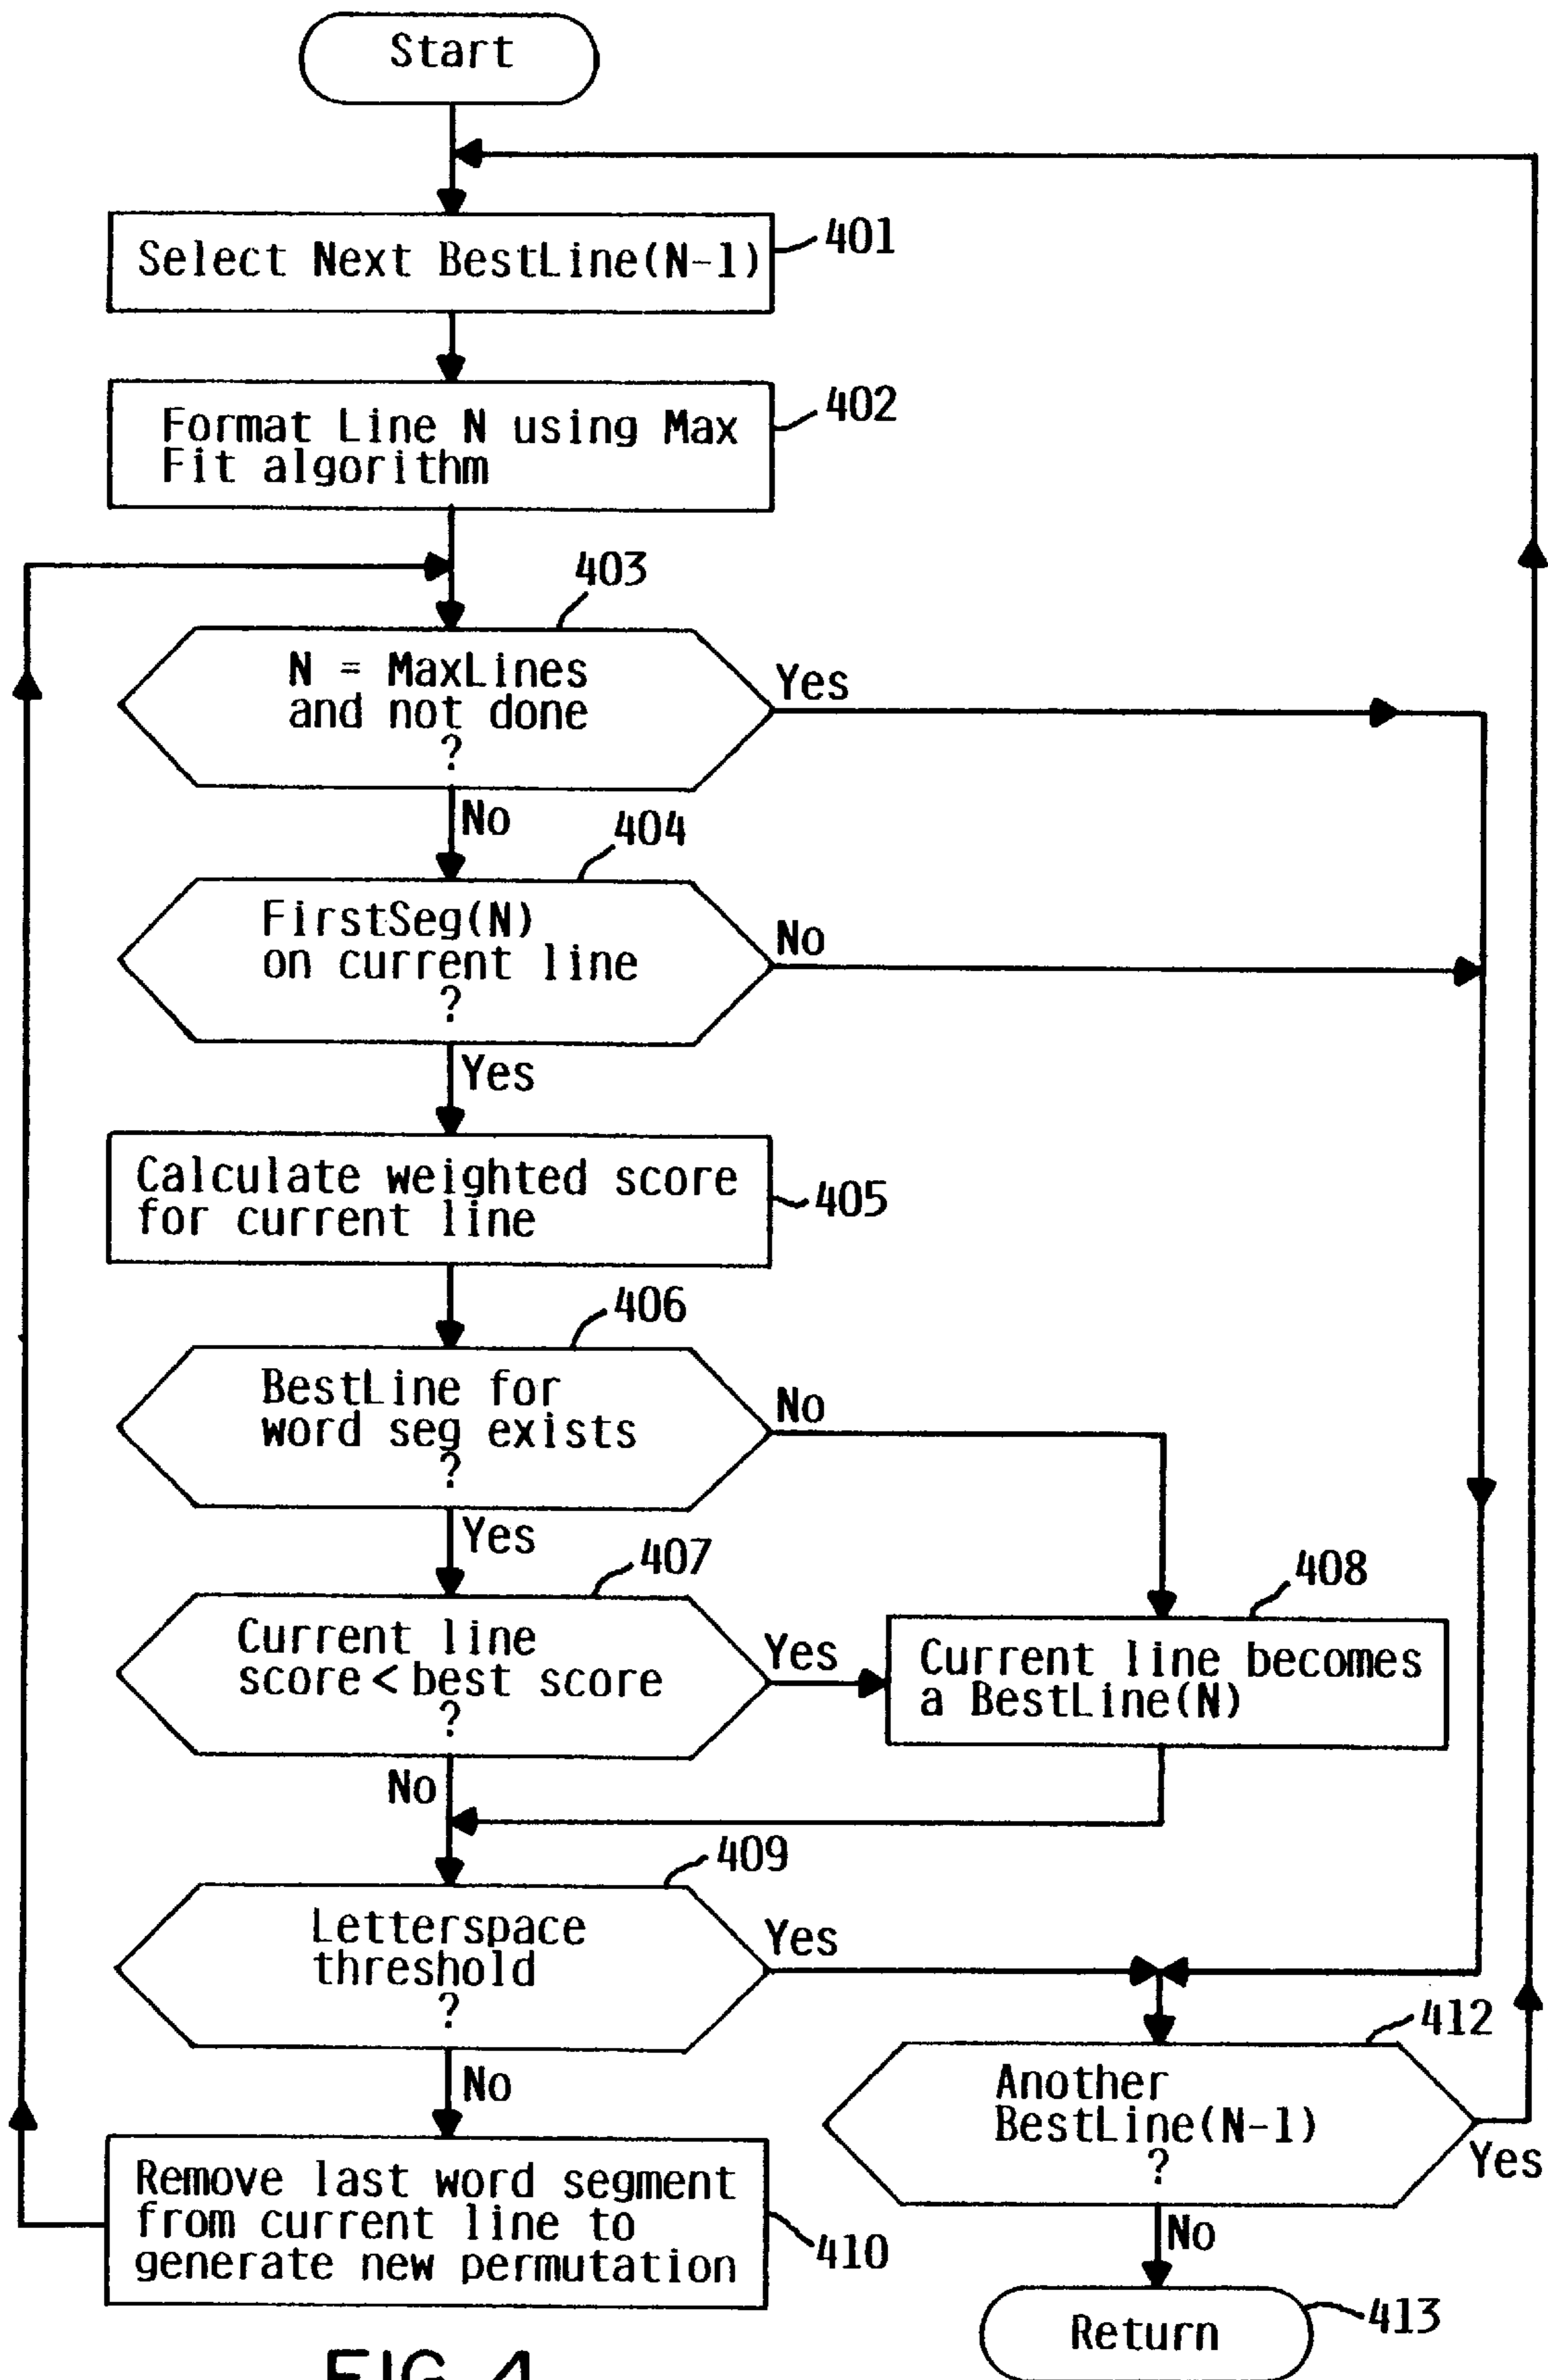 Start
Select Next BestLine(N-1)
401
Format Line N using Max
Fit algorithm
402
403
N = MaxLines
and not done
?
Yes
No
404
FirstSeg(N)
on current line
?
No
Yes
Calculate weighted score
for current line
405
406
BestLine for
word seg exists
?
No
Yes
407
Current line
score < best score
?
Yes
408
Current line becomes
a BestLine(N)
No
409
Letterspace
threshold
?
Yes
412
Another
BestLine(N-1)
?
Yes
No
Remove last word segment
from current line to
generate new permutation
410
No
Return
413
FIG. 4